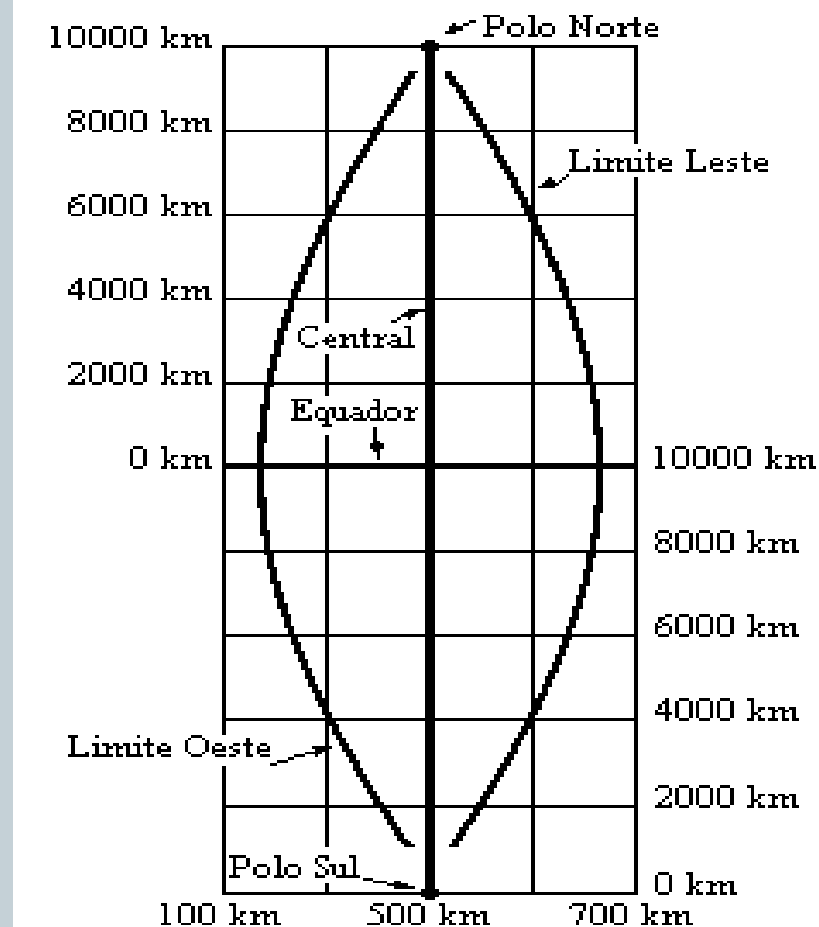 Polo Norte
10000 km
8000 km
Limite Leste
6000 km
4000 km
Central
2000 km
Equador
0 km
10000 km
8000 km
6000 km
4000 km
Limite Oeste
2000 km
Polo Sul
0 km
100 km
500 km
700 km